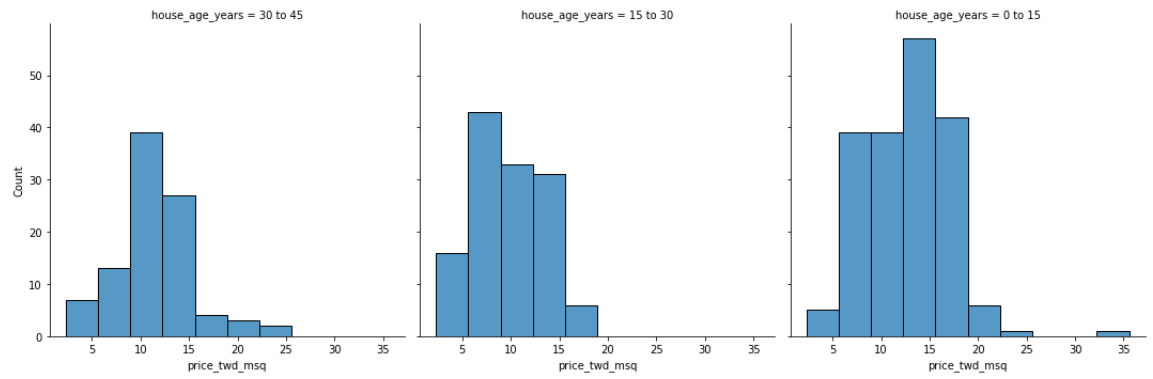 house_age_years = 30 to 45
house_age_years = 15 to 30
house_age_years = 0 to 15
Count
50
40
30
20
10
0
5 10 15 20 25 30 35
5 10 15 20 25 30 35
5 10 15 20 25 30 35
price_twd_msq
price_twd_msq
price_twd_msq